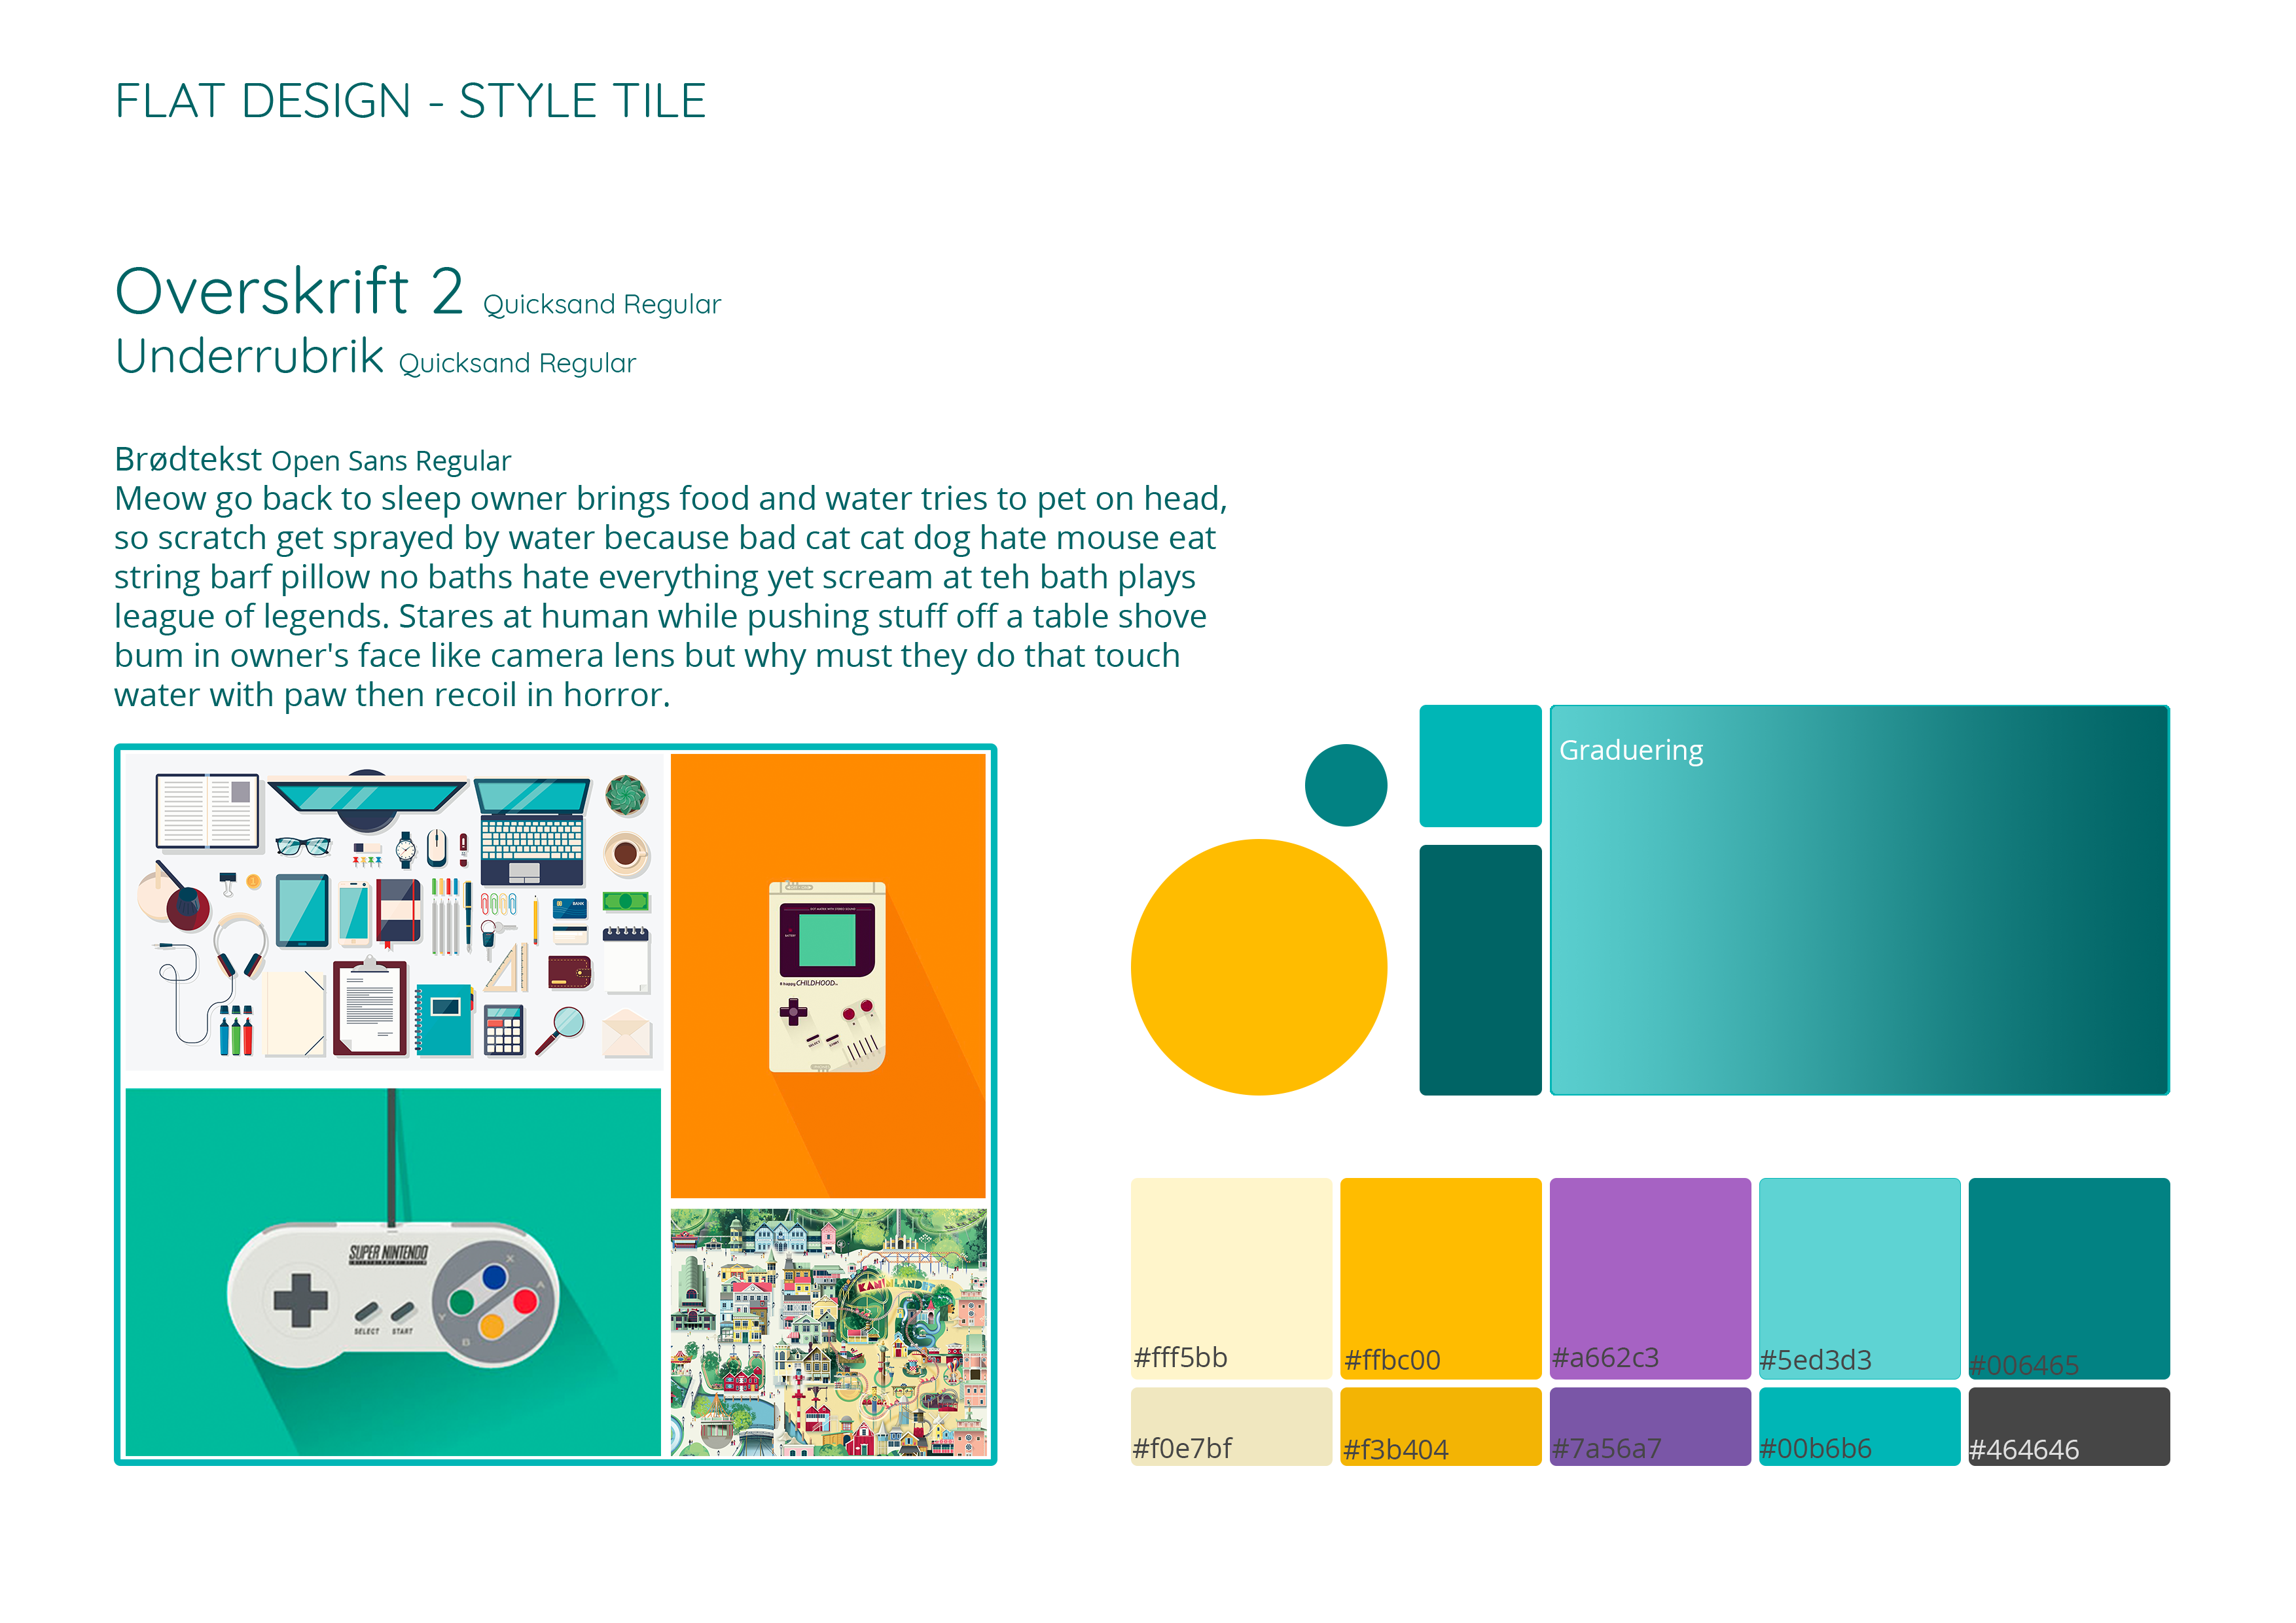 FLAT DESIGN - STYLE TILE
Overskrift 2 Quicksand Regular
Underrubrik Quicksand Regular
Brødtekst Open Sans Regular
Meow go back to sleep owner brings food and water tries to pet on head,
so scratch get sprayed by water because bad cat cat dog hate mouse eat
string barf pillow no baths hate everything yet scream at teh bath plays
league of legends. Stares at human while pushing stuff off a table shove
bum in owner's face like camera lens but why must they do that touch
water with paw then recoil in horror.
Graduering
BANK
CHILDHOOD
SUPER NINTENDO
X
A
Y
B
SELECT START
#fff5bb
#ffbc00
#a662c3
#5ed3d3
#006465
#f0e7bf
#f3b404
#7a56a7
#00b6b6
#464646